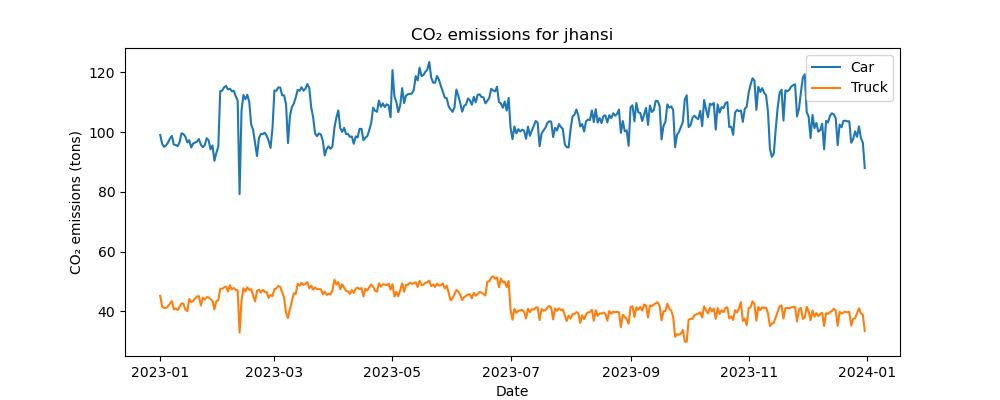 CO₂ emissions for jhansi
Car
Truck
CO₂ emissions (tons)
120
100
80
60
40
2023-01
2023-03
2023-05
2023-07
2023-09
2023-11
2024-01
Date